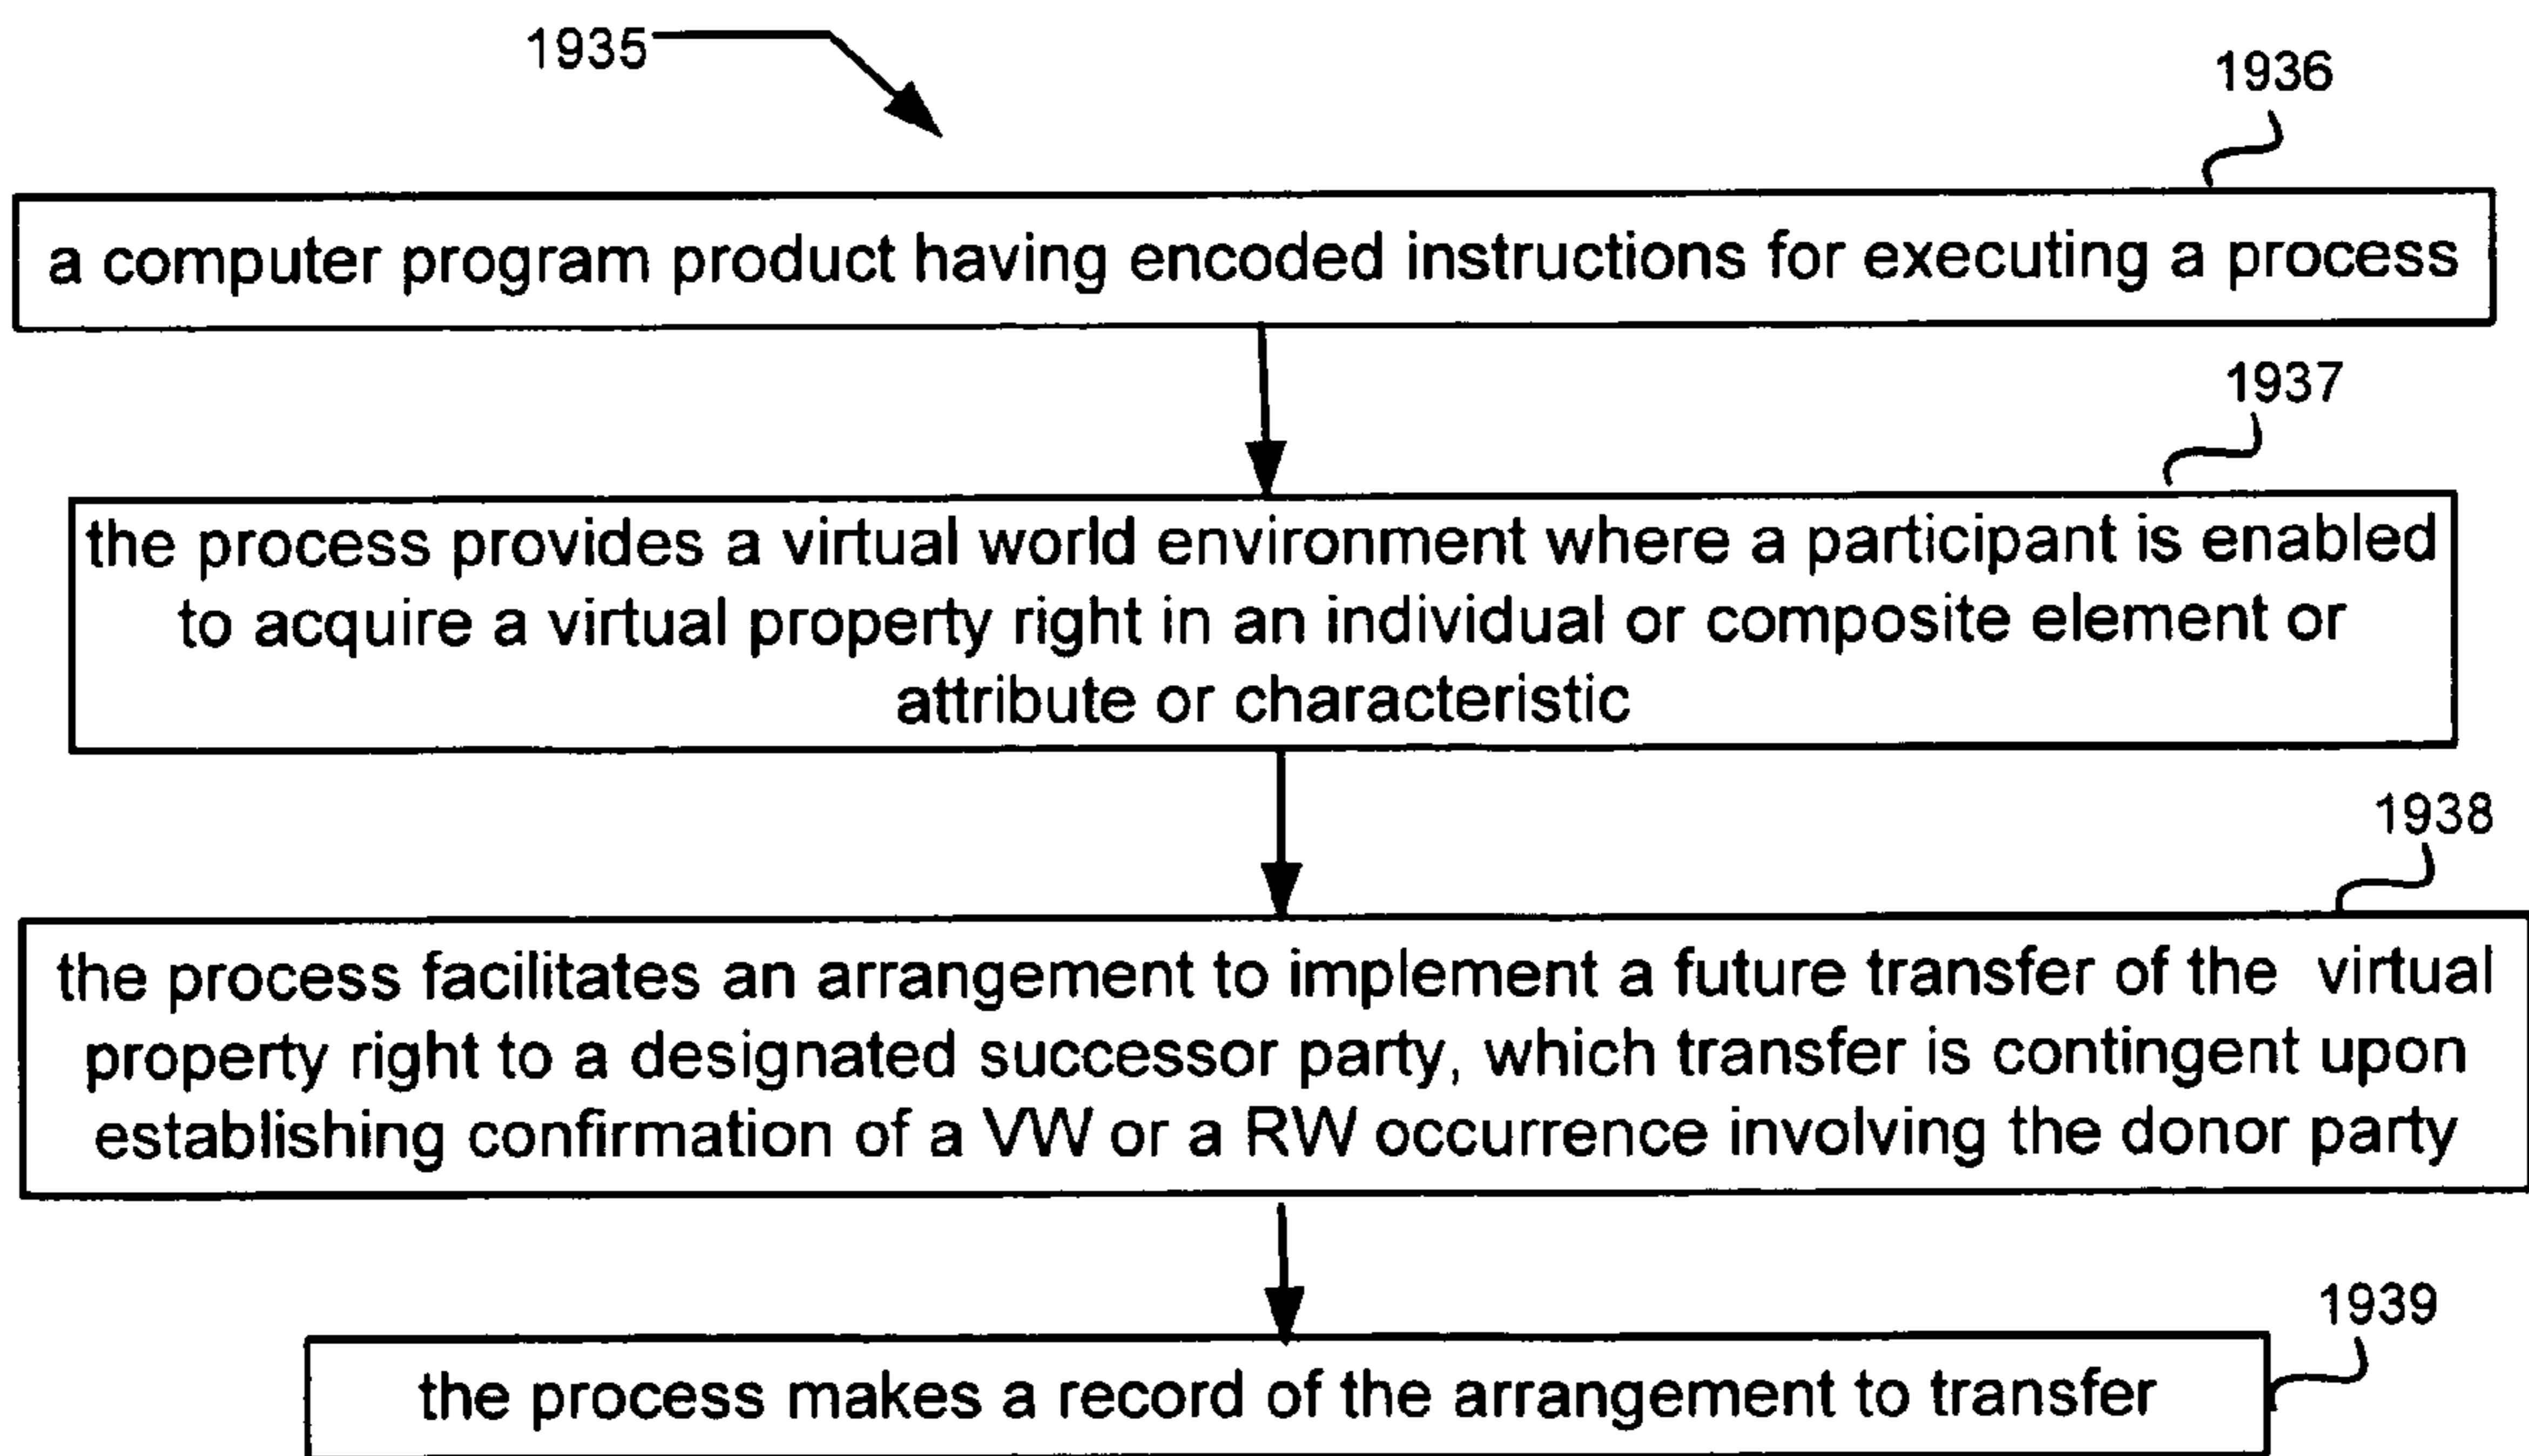 1935
1936
a computer program product having encoded instructions for executing a process
1937
the process provides a virtual world environment where a participant is enabled
to acquire a virtual property right in an individual or composite element or
attribute or characteristic
1938
the process facilitates an arrangement to implement a future transfer of the virtual
property right to a designated successor party, which transfer is contingent upon
establishing confirmation of a VW or a RW occurrence involving the donor party
1939
the process makes a record of the arrangement to transfer